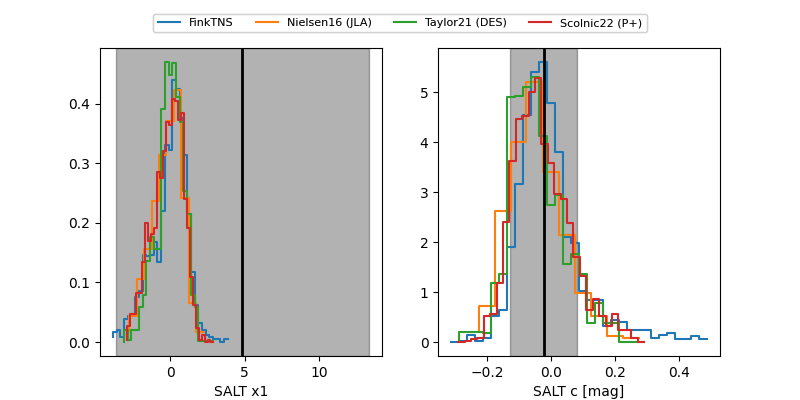 FinkTNS Nielsen16 (JLA) Taylor21 (DES) Scolnic22 (P+)
0.4
0.3
0.2
0.1
0.0
0 5 10
SALT x1
5
4
3
2
1
0
−0.2 0.0 0.2 0.4
SALT c [mag]